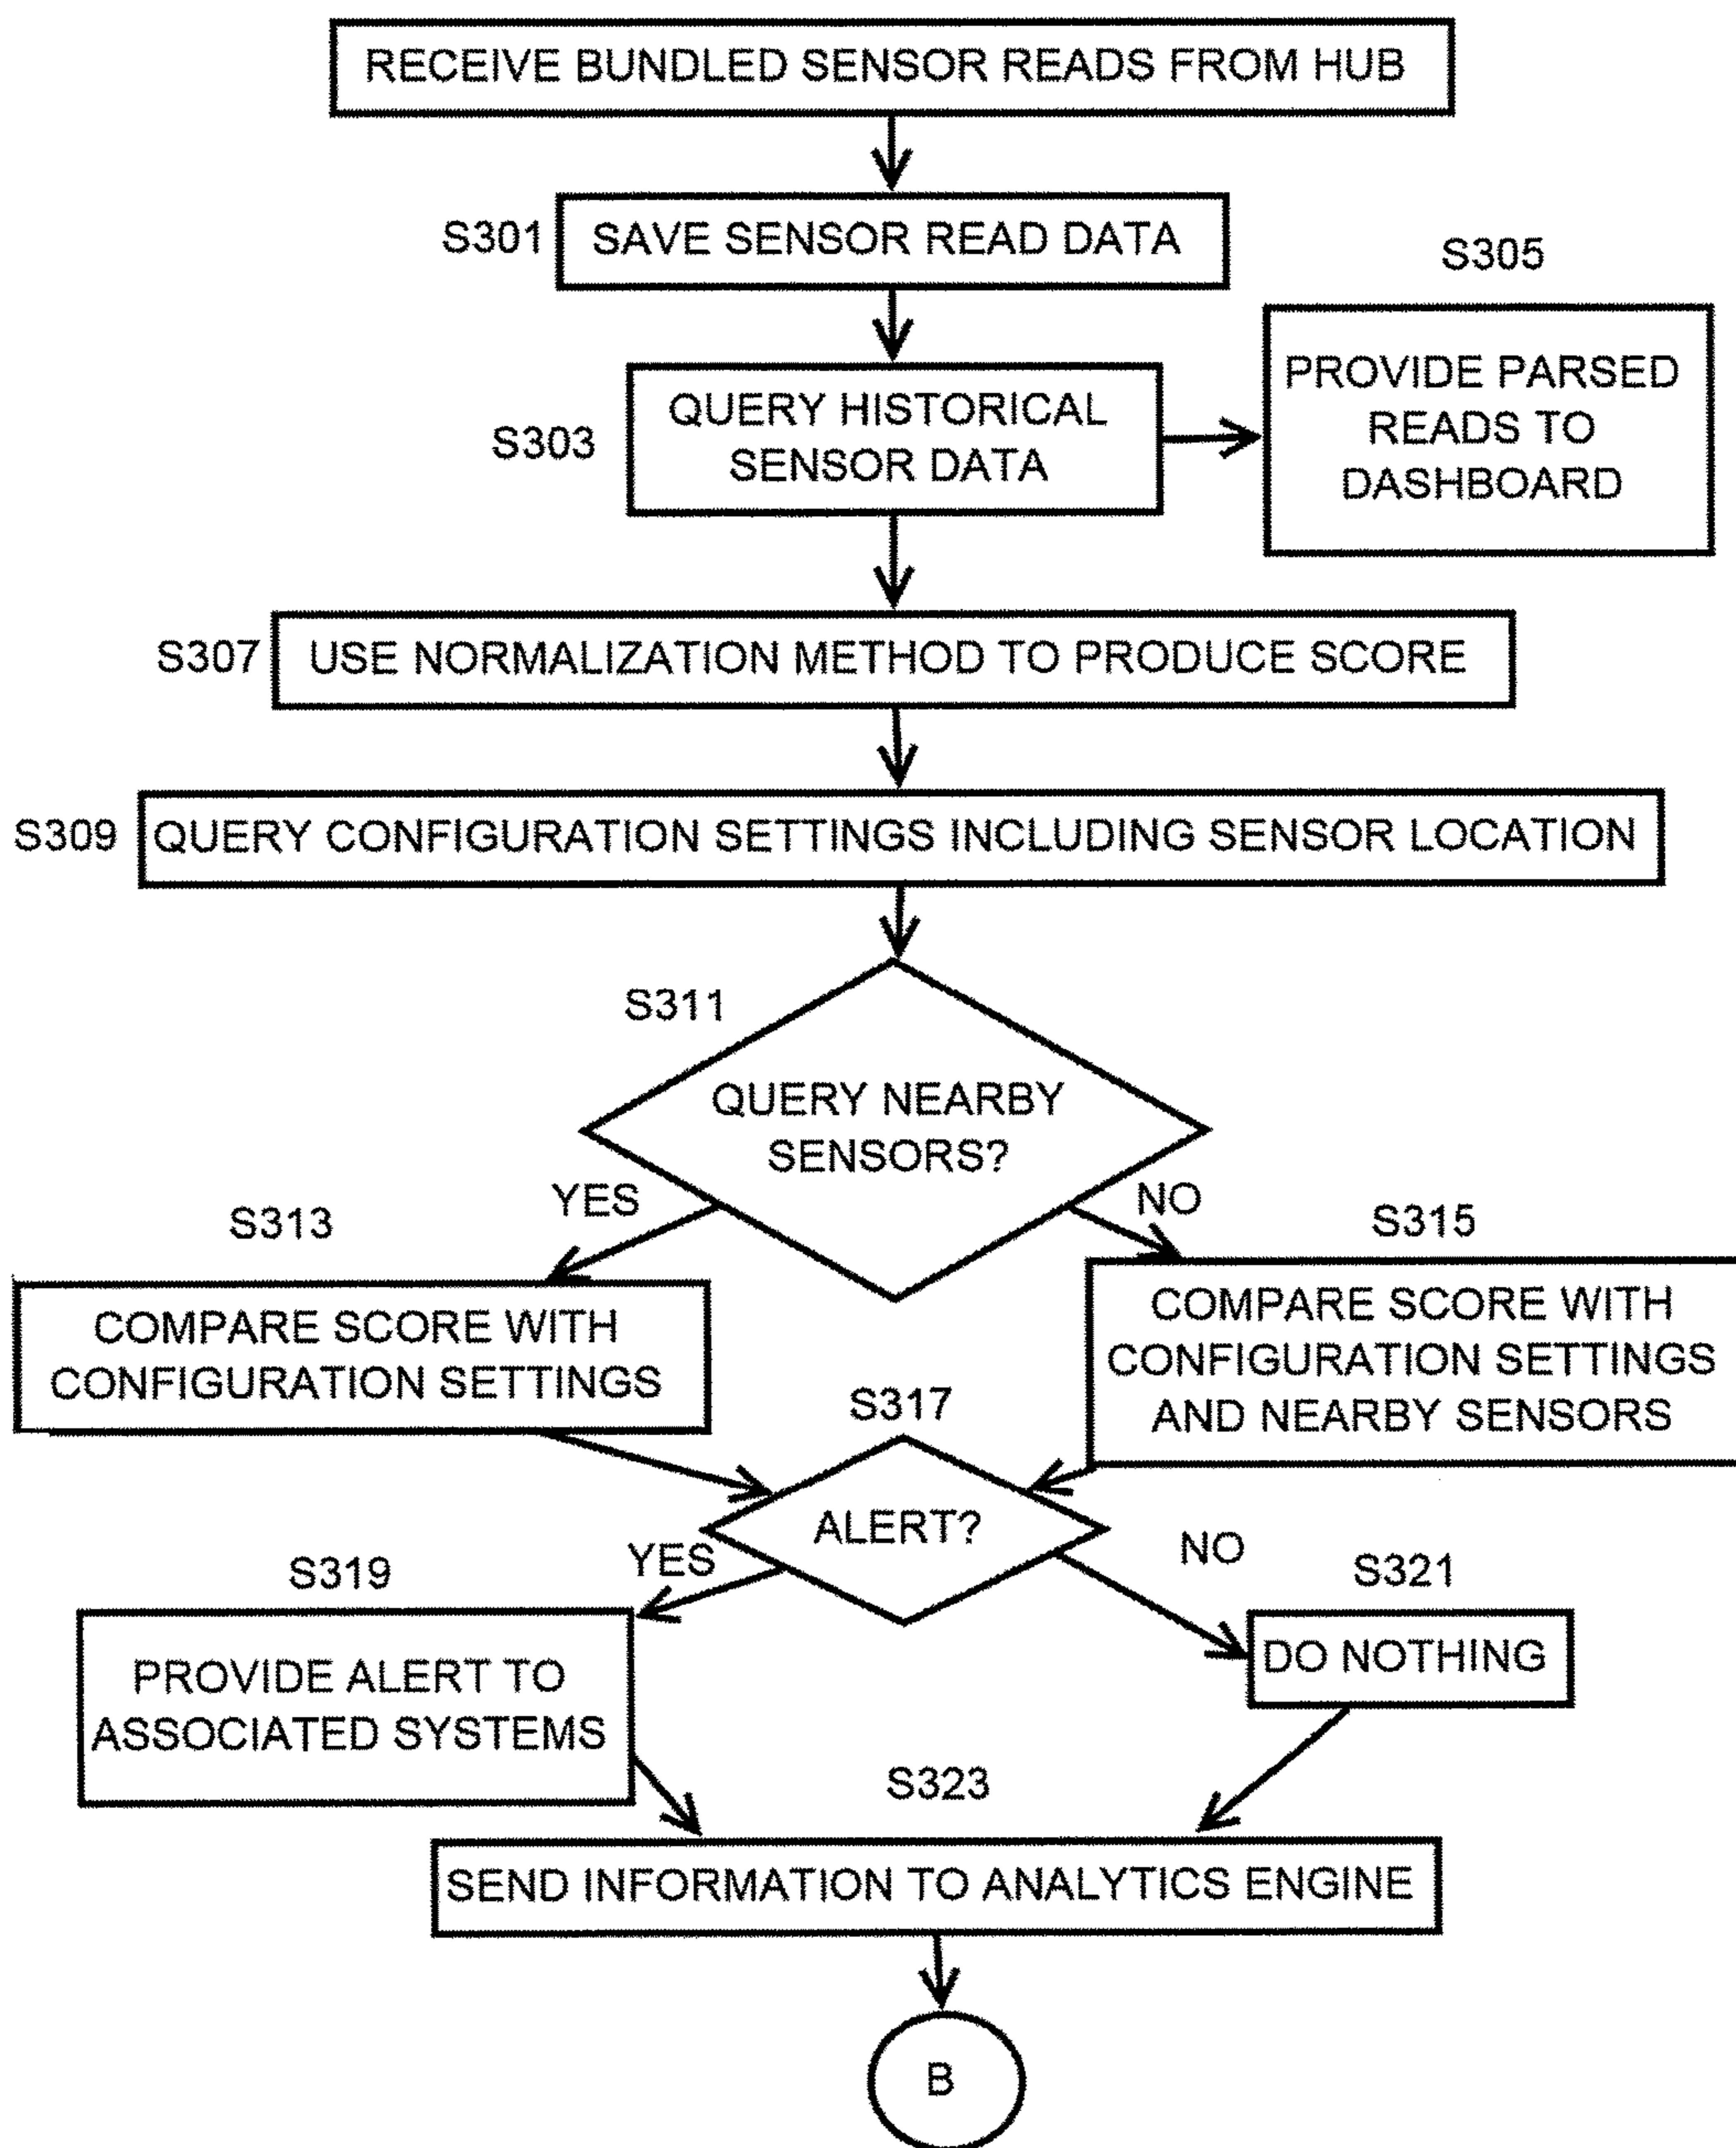 RECEIVE BUNDLED SENSOR READS FROM HUB
S301
SAVE SENSOR READ DATA
S303
QUERY HISTORICAL
SENSOR DATA
S305
PROVIDE PARSED
READS TO
DASHBOARD
S307
USE NORMALIZATION METHOD TO PRODUCE SCORE
S309
QUERY CONFIGURATION SETTINGS INCLUDING SENSOR LOCATION
S311
QUERY NEARBY
SENSORS?
YES
NO
S313
COMPARE SCORE WITH
CONFIGURATION SETTINGS
S315
COMPARE SCORE WITH
CONFIGURATION SETTINGS
AND NEARBY SENSORS
S317
ALERT?
YES
NO
S319
PROVIDE ALERT TO
ASSOCIATED SYSTEMS
S321
DO NOTHING
S323
SEND INFORMATION TO ANALYTICS ENGINE
B